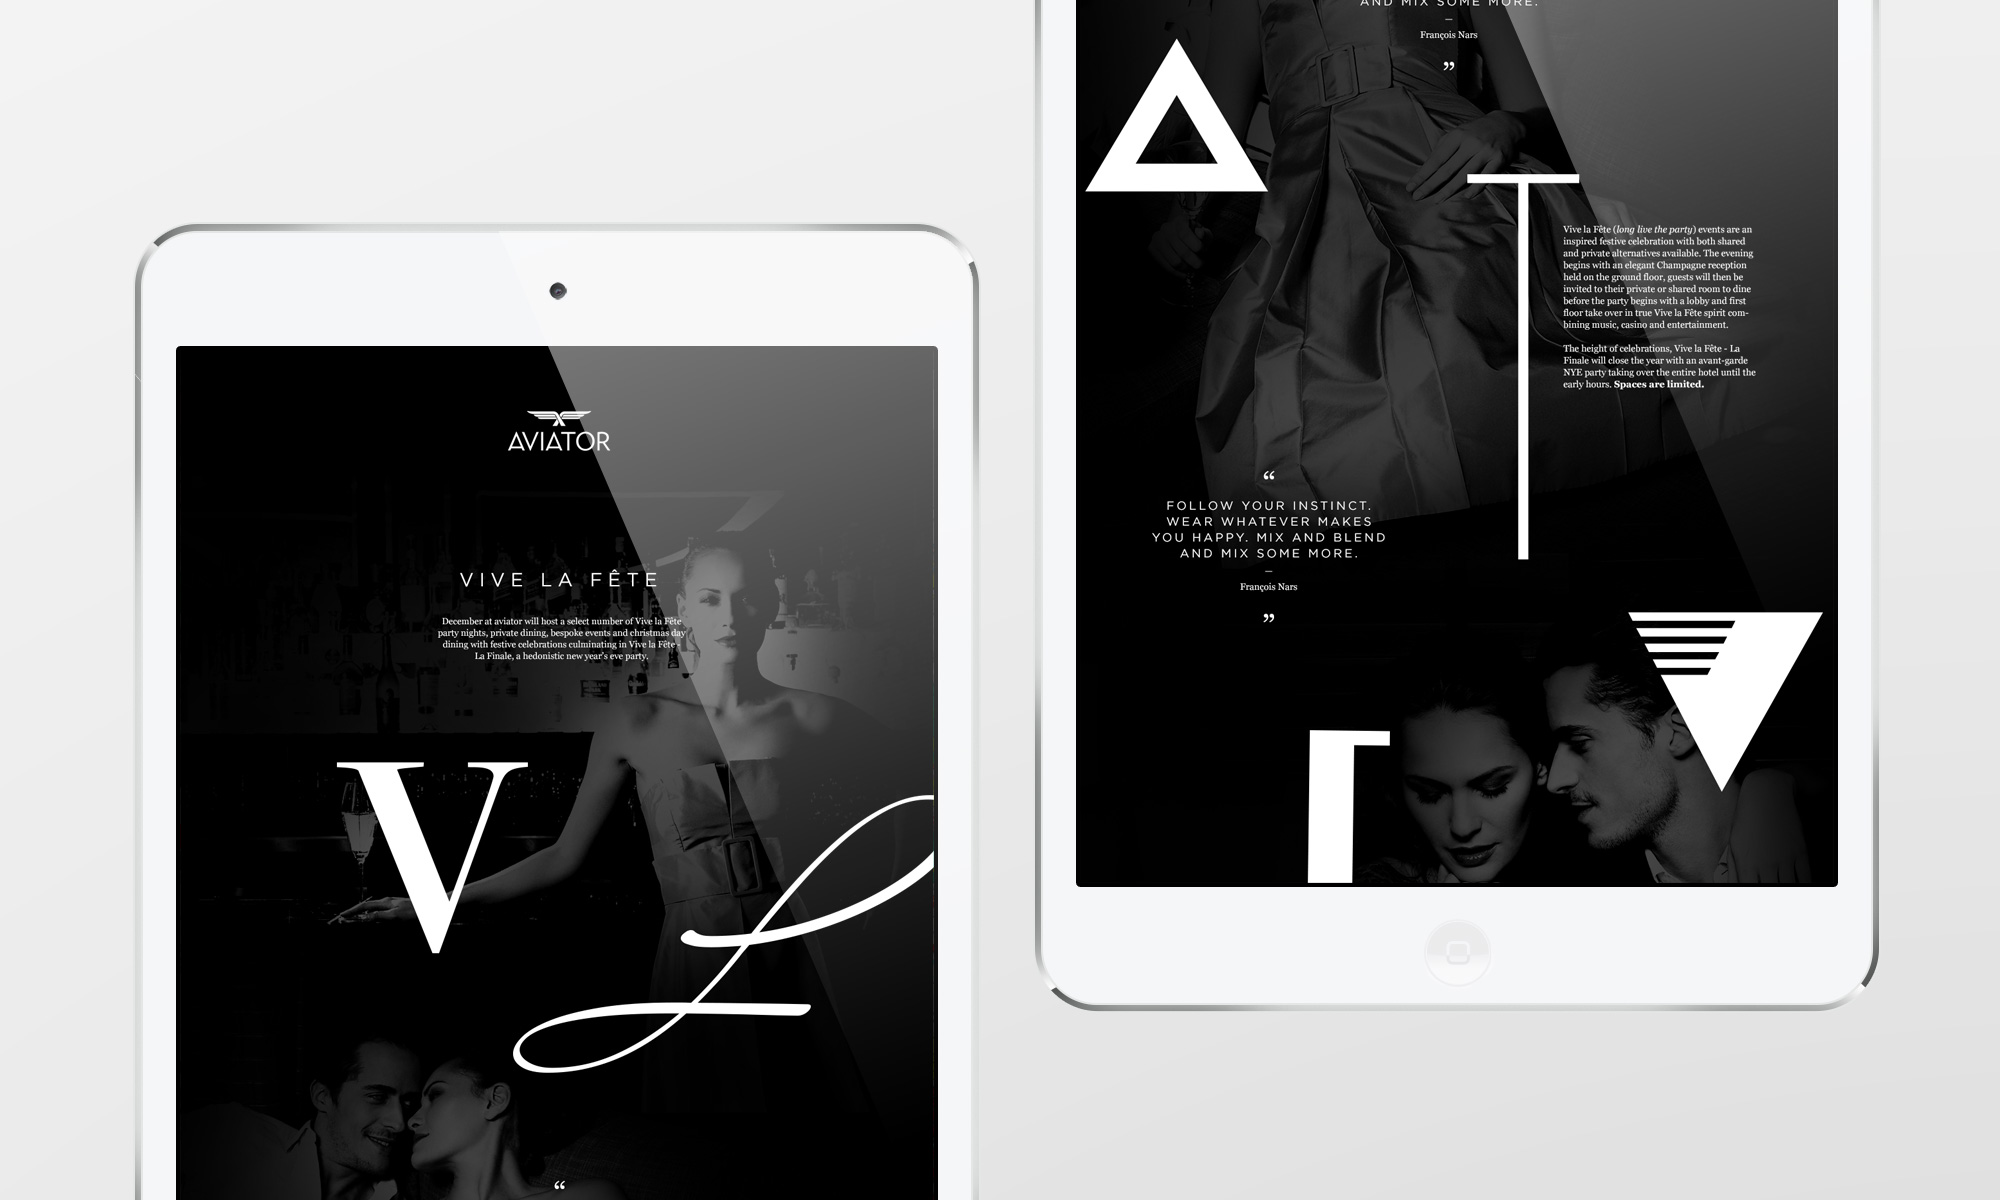 AVIATOR
VIVE LA FÊTE
December at aviator will host a select number of Vive la Fête
party nights, private dining, bespoke events and christmas day
dining with festive celebrations culminating in Vive la Fête -
La Finale, a hedonistic new year's eve party.
V
L
“
AND MIX SOME MORE.
–
François Nars
”
T
Vive la Fête (long live the party) events are an
inspired festive celebration with both shared
and private alternatives available. The evening
begins with an elegant Champagne reception
held on the ground floor, guests will then be
invited to their private or shared room to dine
before the party begins with a lobby and first
floor take over in true Vive la Fête spirit com-
bining music, casino and entertainment.
The height of celebrations, Vive la Fête - La
Finale will close the year with an avant-garde
NYE party taking over the entire hotel until the
early hours. Spaces are limited.
“
FOLLOW YOUR INSTINCT.
WEAR WHATEVER MAKES
YOU HAPPY. MIX AND BLEND
AND MIX SOME MORE.
–
François Nars
”